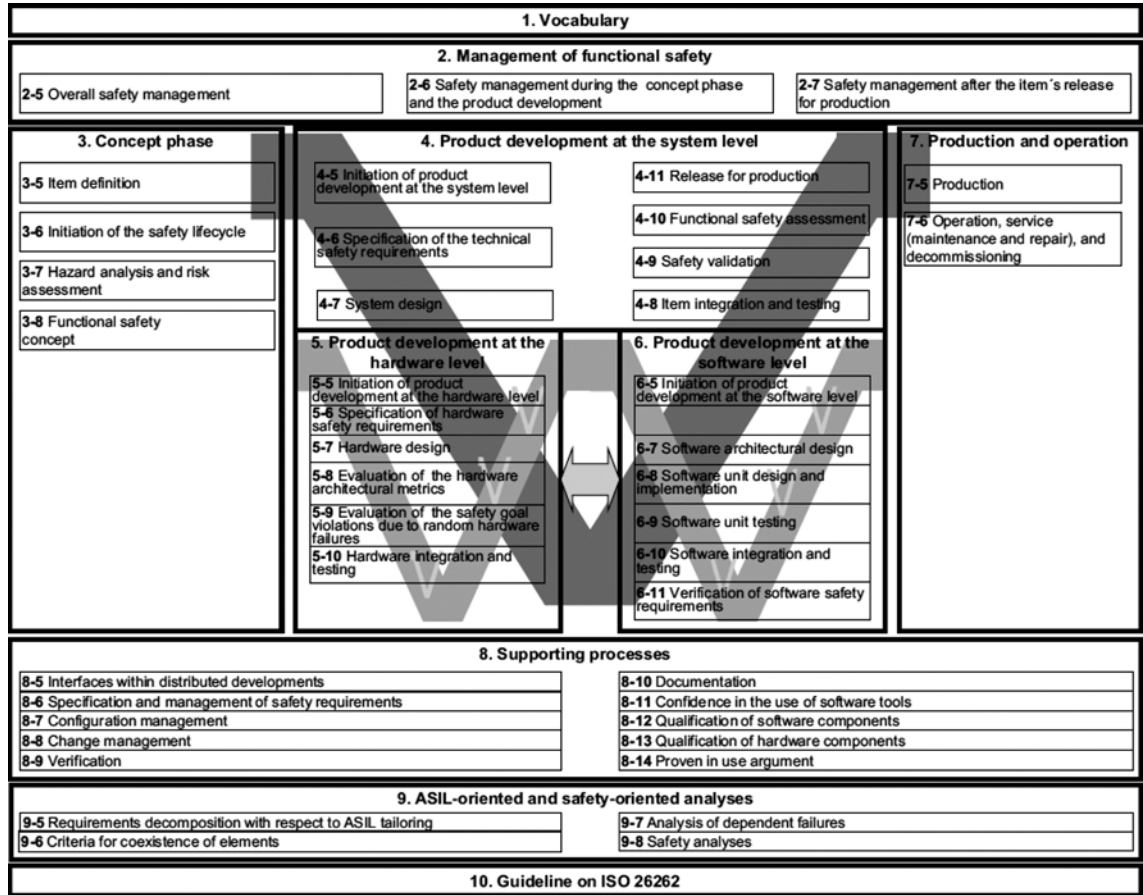 1. Vocabulary
2. Management of functional safety
2-5 Overall safety management
2-6 Safety management during the concept phase
and the product development
2-7 Safety management after the item´s release
for production
3. Concept phase
3-5 Item definition
3-6 Initiation of the safety lifecycle
3-7 Hazard analysis and risk
assessment
3-8 Functional safety
concept
4. Product development at the system level
4-5 Initiation of product
development at the system level
4-6 Specification of the technical
safety requirements
4-7 System design
4-11 Release for production
4-10 Functional safety assessment
4-9 Safety validation
4-8 Item integration and testing
5. Product development at the
hardware level
5-5 Initiation of product
development at the hardware level
5-6 Specification of hardware
safety requirements
5-7 Hardware design
5-8 Evaluation of the hardware
architectural metrics
5-9 Evaluation of the safety goal
violations due to random hardware
failures
5-10 Hardware integration and
testing
6. Product development at the
software level
6-5 Initiation of product
development at the software level
6-7 Software architectural design
6-8 Software unit design and
implementation
6-9 Software unit testing
6-10 Software integration and
testing
6-11 Verification of software safety
requirements
7. Production and operation
7-5 Production
7-6 Operation, service
(maintenance and repair), and
decommissioning
8. Supporting processes
8-5 Interfaces within distributed developments
8-6 Specification and management of safety requirements
8-7 Configuration management
8-8 Change management
8-9 Verification
8-10 Documentation
8-11 Confidence in the use of software tools
8-12 Qualification of software components
8-13 Qualification of hardware components
8-14 Proven in use argument
9. ASIL-oriented and safety-oriented analyses
9-5 Requirements decomposition with respect to ASIL tailoring
9-6 Criteria for coexistence of elements
9-7 Analysis of dependent failures
9-8 Safety analyses
10. Guideline on ISO 26262